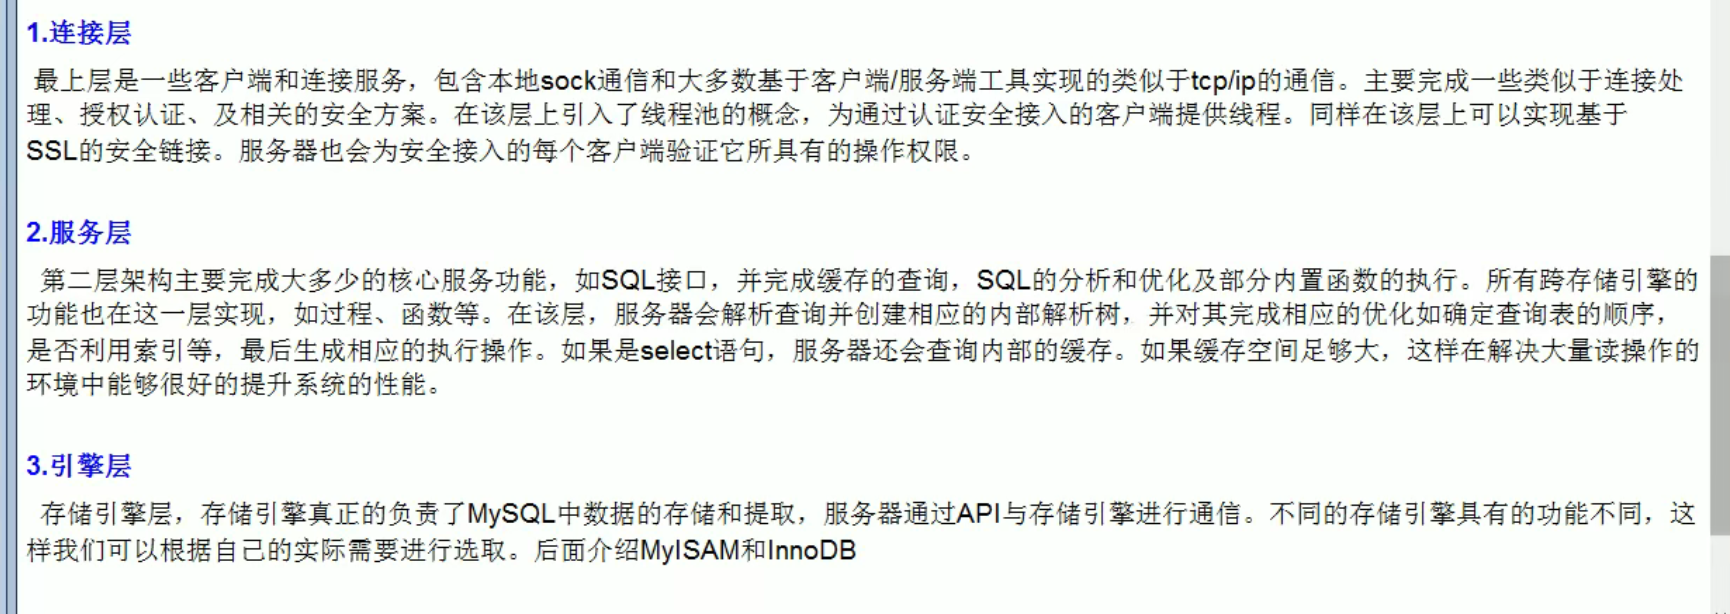 1.连接层
最上层是一些客户端和连接服务，包含本地sock通信和大多数基于客户端/服务端工具实现的类似于tcp/ip的通信。主要完成一些类似于连接处
理、授权认证、及相关的安全方案。在该层上引入了线程池的概念，为通过认证安全接入的客户端提供线程。同样在该层上可以实现基于
SSL的安全链接。服务器也会为安全接入的每个客户端验证它所具有的操作权限。
2.服务层
第二层架构主要完成大多少的核心服务功能，如SQL接口，并完成缓存的查询，SQL的分析和优化及部分内置函数的执行。所有跨存储引擎的
功能也在这一层实现，如过程、函数等。在该层，服务器会解析查询并创建相应的内部解析树，并对其完成相应的优化如确定查询表的顺序，
是否利用索引等，最后生成相应的执行操作。如果是select语句，服务器还会查询内部的缓存。如果缓存空间足够大，这样在解决大量读操作的
环境中能够很好的提升系统的性能。
3.引擎层
存储引擎层，存储引擎真正的负责了MySQL中数据的存储和提取，服务器通过API与存储引擎进行通信。不同的存储引擎具有的功能不同，这
样我们可以根据自己的实际需要进行选取。后面介绍MyISAM和InnoDB